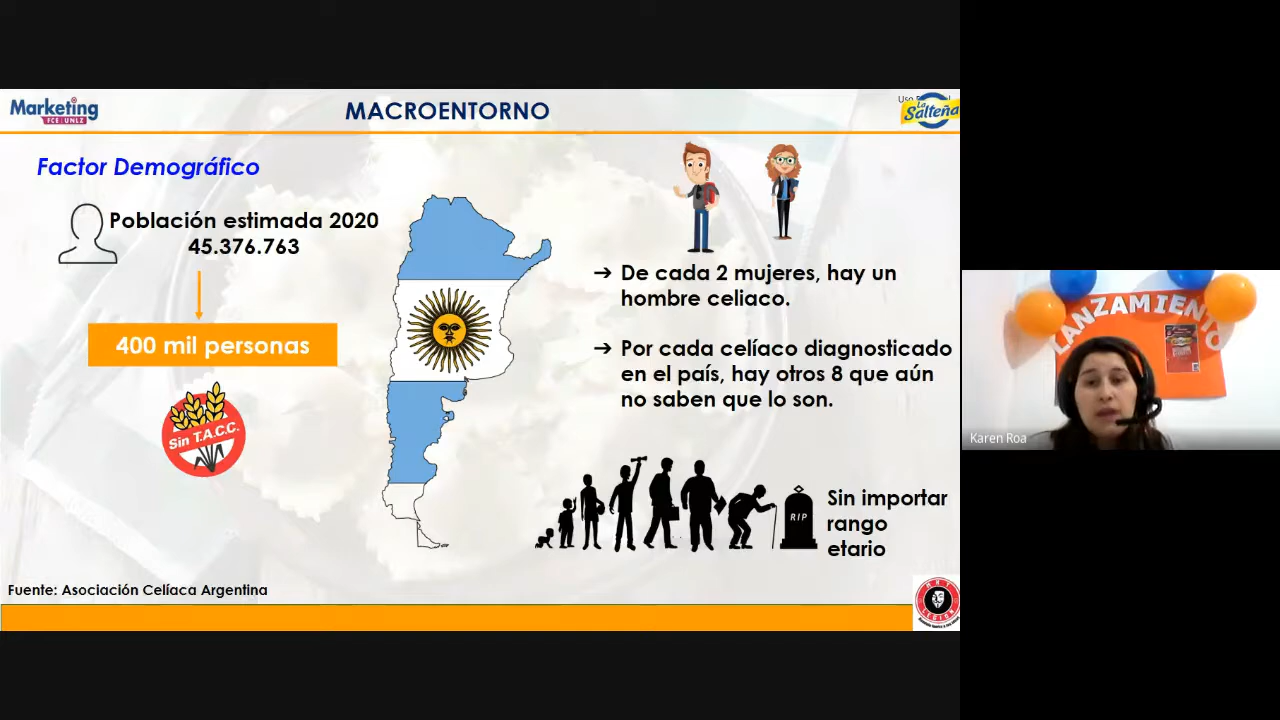 Marketing
FCE | UNLZ
MACROENTORNO
La
Salteña
Factor Demográfico
Población estimada 2020
45.376.763
400 mil personas
Sin T.A.C.C.
➔ De cada 2 mujeres, hay un
hombre celiaco.
➔ Por cada celíaco diagnosticado
en el país, hay otros 8 que aún
no saben que lo son.
RIP
Sin importar
rango
etario
Fuente: Asociación Celíaca Argentina
LANZAMIENTO
Karen Roa